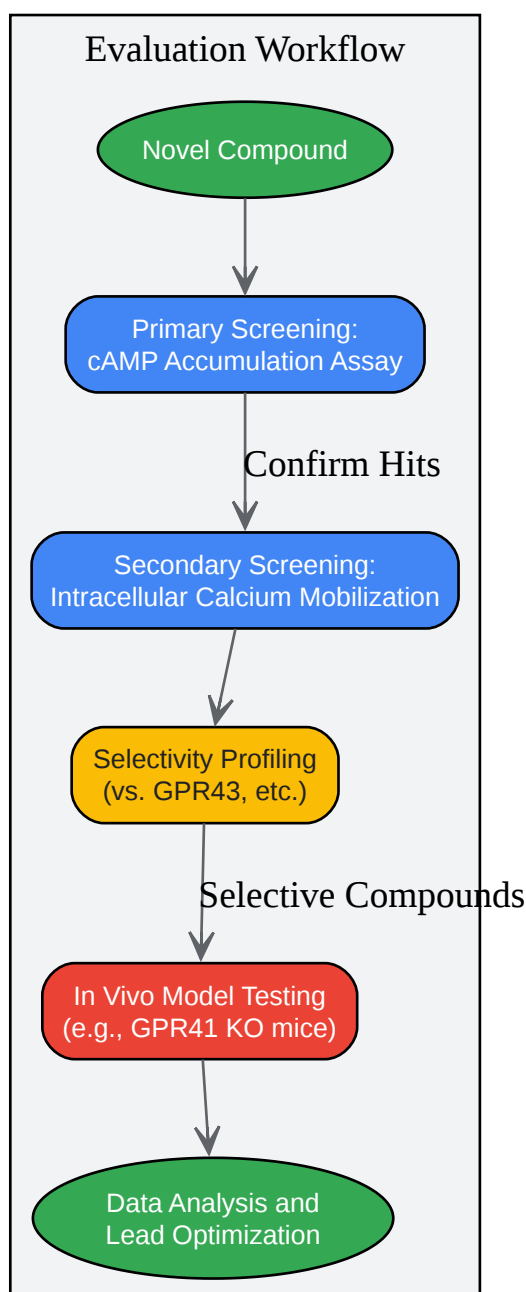 Evaluation Workflow
Novel Compound
Primary Screening:
cAMP Accumulation Assay
Confirm Hits
Secondary Screening:
Intracellular Calcium Mobilization
Selectivity Profiling
(vs. GPR43, etc.)
Selective Compounds
In Vivo Model Testing
(e.g., GPR41 KO mice)
Data Analysis and
Lead Optimization